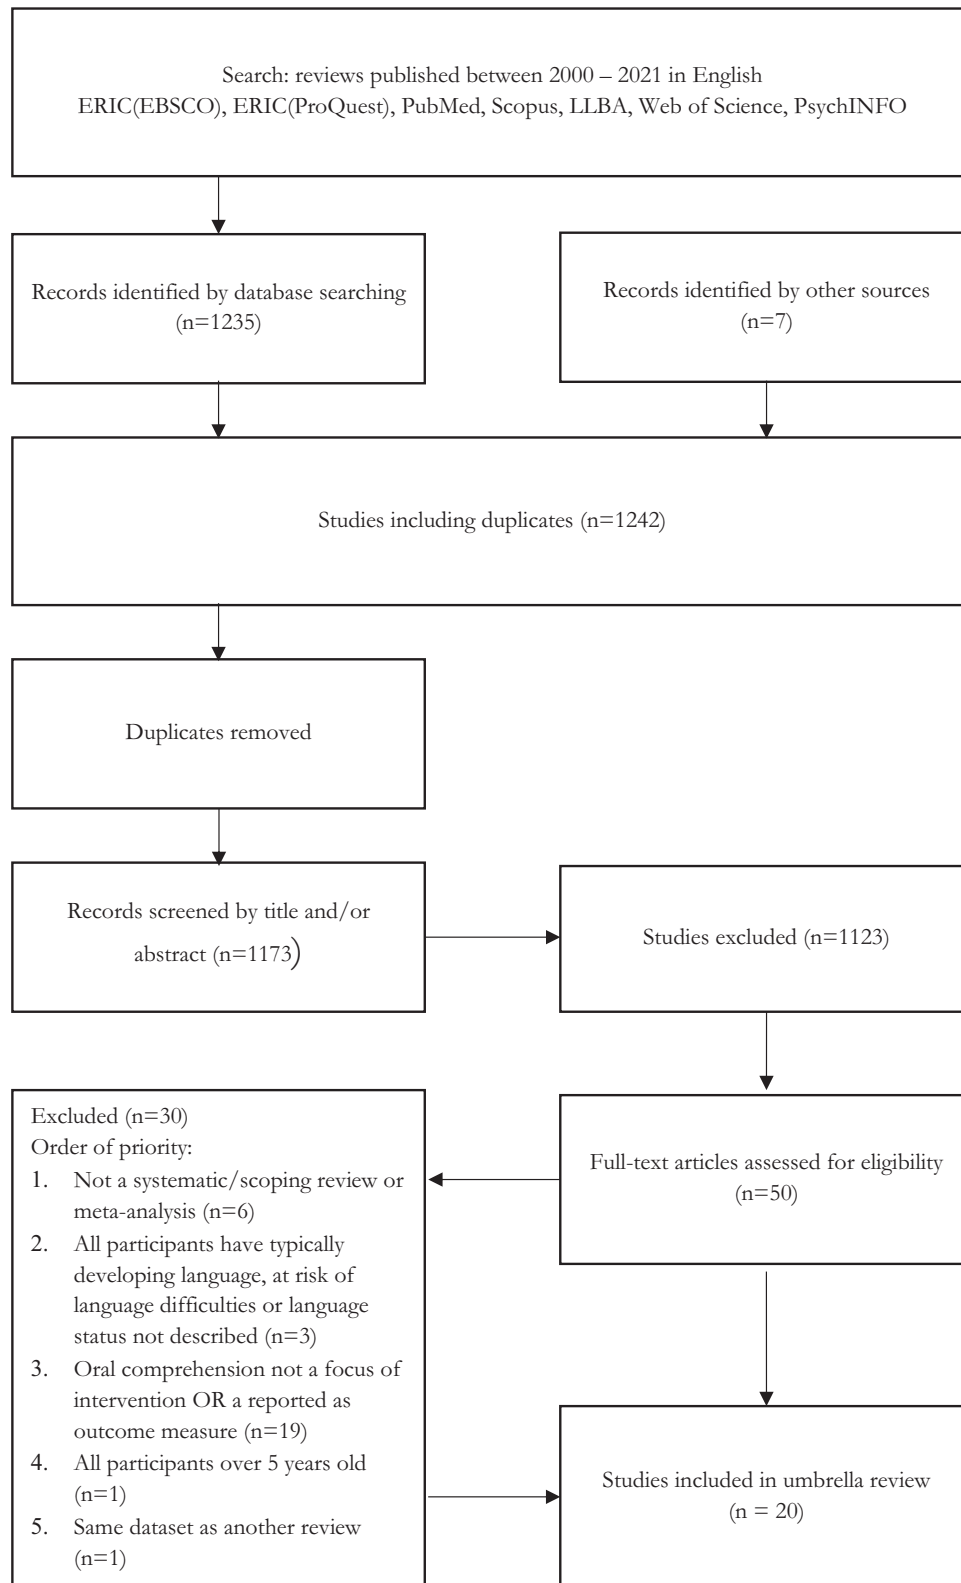 Search: reviews published between 2000 – 2021 in English
ERIC(EBSCO), ERIC(ProQuest), PubMed, Scopus, LLBA, Web of Science, PsychINFO
Records identified by database searching
(n=1235)
Records identified by other sources
(n=7)
Studies including duplicates (n=1242)
Duplicates removed
Records screened by title and/or
abstract (n=1173)
Studies excluded (n=1123)
Full-text articles assessed for eligibility
(n=50)
Excluded (n=30)
Order of priority:
1. Not a systematic/scoping review or
meta-analysis (n=6)
2. All participants have typically
developing language, at risk of
language difficulties or language
status not described (n=3)
3. Oral comprehension not a focus of
intervention OR a reported as
outcome measure (n=19)
4. All participants over 5 years old
(n=1)
5. Same dataset as another review
(n=1)
Studies included in umbrella review
(n = 20)